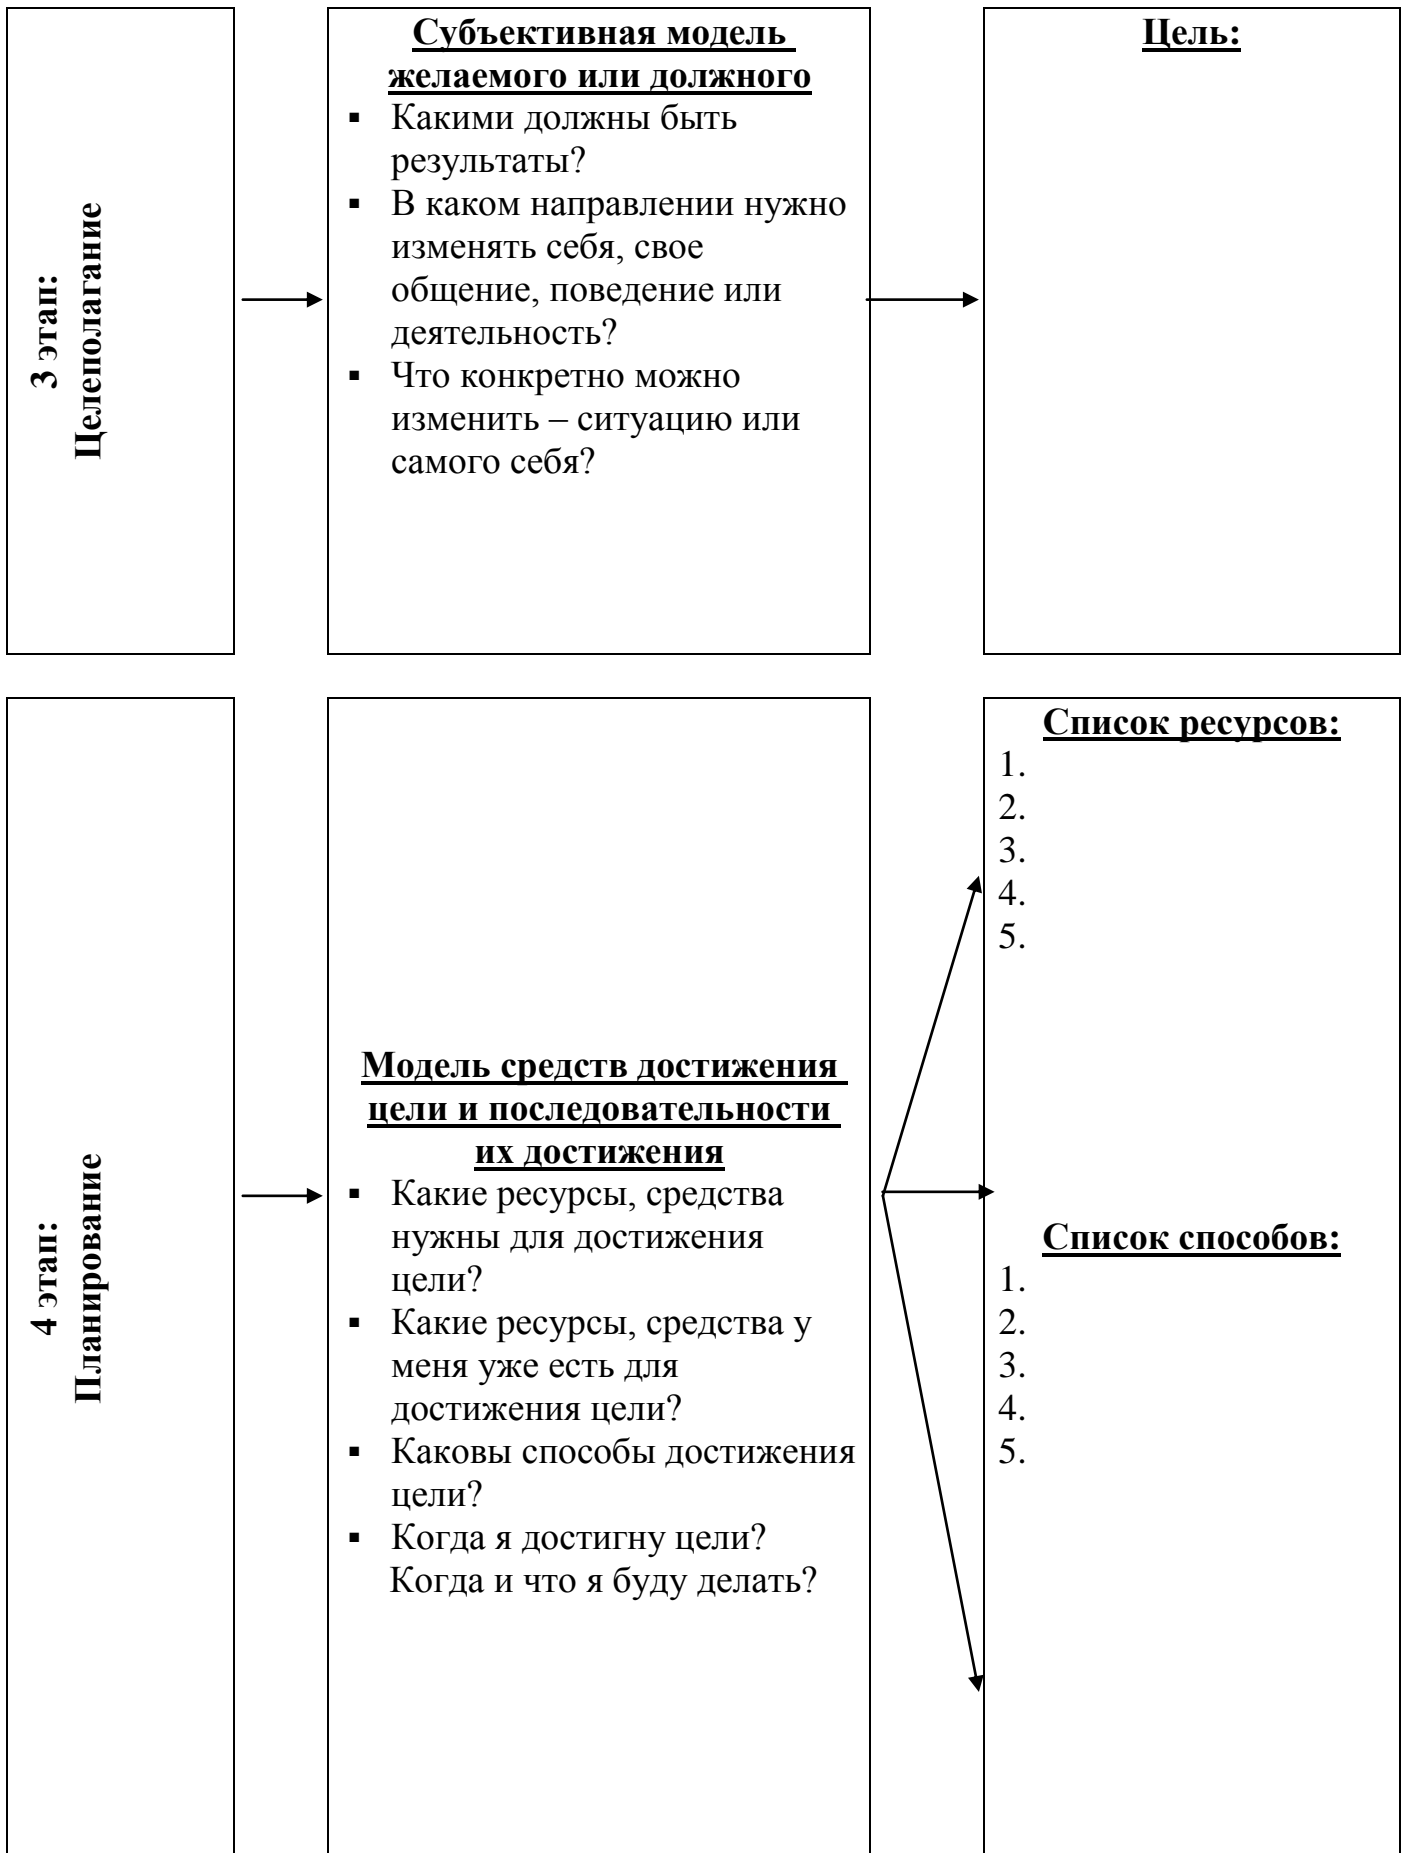 3 этап:
Целеполагание
Субъективная модель
желаемого или должного
▪ Какими должны быть
результаты?
▪ В каком направлении нужно
изменять себя, свое
общение, поведение или
деятельность?
▪ Что конкретно можно
изменить – ситуацию или
самого себя?
Цель:
4 этап:
Планирование
Модель средств достижения
цели и последовательности
их достижения
▪ Какие ресурсы, средства
нужны для достижения
цели?
▪ Какие ресурсы, средства у
меня уже есть для
достижения цели?
▪ Каковы способы достижения
цели?
▪ Когда я достигну цели?
Когда и что я буду делать?
Список ресурсов:
1.
2.
3.
4.
5.
Список способов:
1.
2.
3.
4.
5.